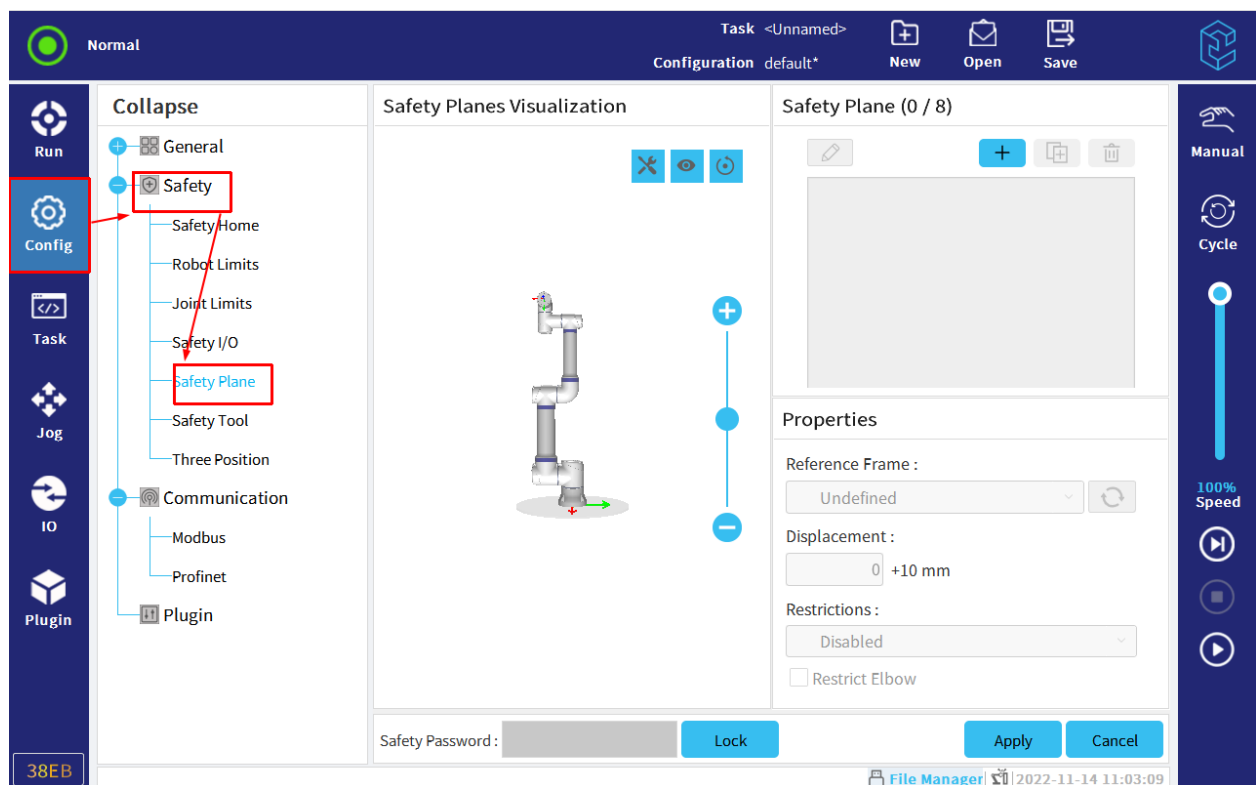 Normal
Task <Unnamed>
Configuration default*
New
Open
Save
Run
Config
Task
Jog
IO
Plugin
38EB
Collapse
General
Safety
Safety Home
Robot Limits
Joint Limits
Safety I/O
Safety Plane
Safety Tool
Three Position
Communication
Modbus
Profinet
Plugin
Safety Planes Visualization
Safety Plane (0 / 8)
Properties
Reference Frame :
Undefined
Displacement :
0 +10 mm
Restrictions :
Disabled
Restrict Elbow
Safety Password :
Lock
Apply
Cancel
File Manager
2022-11-14 11:03:09
Manual
Cycle
100%
Speed